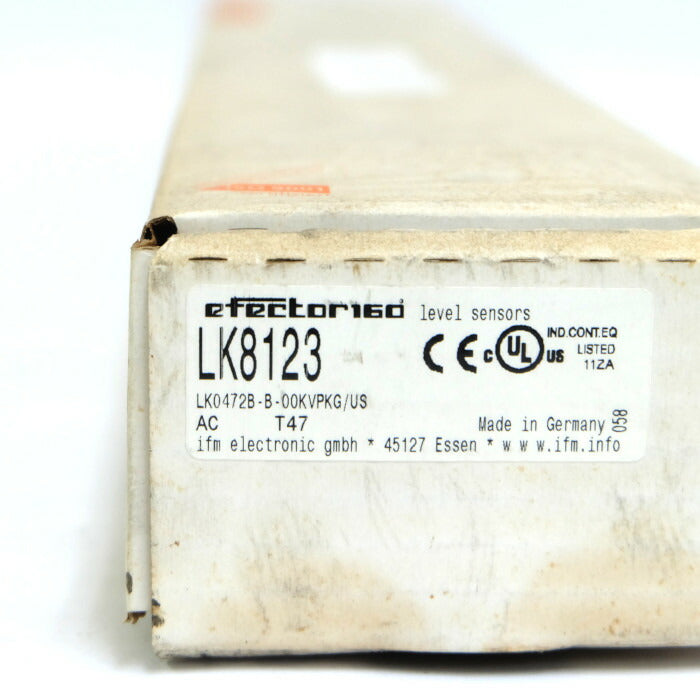 efector160 level sensors
LK8123
CE c UL US IND.CONT.EQ
LISTED
11ZA
LK0472B-B-00KVPKG/US
AC T47
Made in Germany 058
ifm electronic gmbh * 45127 Essen * w w w.ifm.info